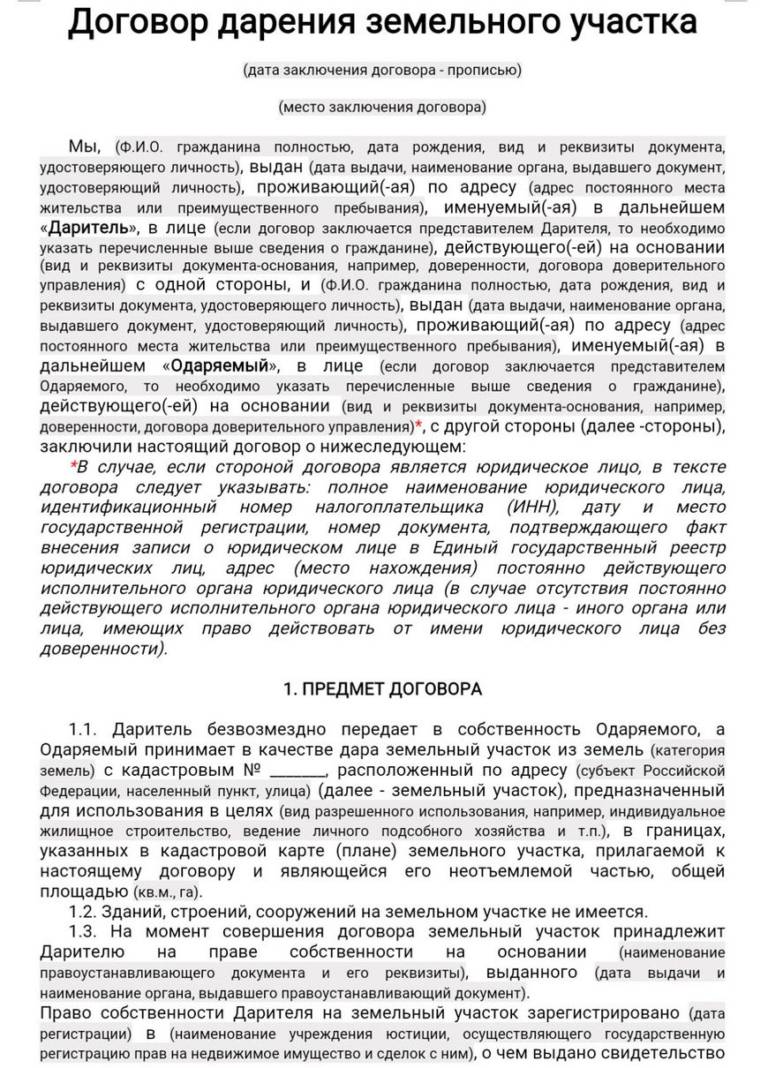 Договор дарения земельного участка
(дата заключения договора - прописью)
(место заключения договора)
Мы, (Ф.И.О. гражданина полностью, дата рождения, вид и реквизиты документа,
удостоверяющего личность), выдан (дата выдачи, наименование органа, выдавшего документ,
удостоверяющий личность), проживающий(-ая) по адресу (адрес постоянного места
жительства или преимущественного пребывания), именуемый(-ая) в дальнейшем
«Даритель», в лице (если договор заключается представителем Дарителя, то необходимо
указать перечисленные выше сведения о гражданине), действующего(-ей) на основании
(вид и реквизиты документа-основания, например, доверенности, договора доверительного
управления) с одной стороны, и (Ф.И.О. гражданина полностью, дата рождения, вид и
реквизиты документа, удостоверяющего личность), выдан (дата выдачи, наименование органа,
выдавшего документ, удостоверяющий личность), проживающий(-ая) по адресу (адрес
постоянного места жительства или преимущественного пребывания), именуемый(-ая) в
дальнейшем «Одаряемый», в лице (если договор заключается представителем
Одаряемого, то необходимо указать перечисленные выше сведения о гражданине),
действующего(-ей) на основании (вид и реквизиты документа-основания, например,
доверенности, договора доверительного управления)*, с другой стороны (далее -стороны),
заключили настоящий договор о нижеследующем:
*В случае, если стороной договора является юридическое лицо, в тексте
договора следует указывать: полное наименование юридического лица,
идентификационный номер налогоплательщика (ИНН), дату и место
государственной регистрации, номер документа, подтверждающего факт
внесения записи о юридическом лице в Единый государственный реестр
юридических лиц, адрес (место нахождения) постоянно действующего
исполнительного органа юридического лица (в случае отсутствия постоянно
действующего исполнительного органа юридического лица - иного органа или
лица, имеющих право действовать от имени юридического лица без
доверенности).
1. ПРЕДМЕТ ДОГОВОРА
1.1. Даритель безвозмездно передает в собственность Одаряемого, а
Одаряемый принимает в качестве дара земельный участок из земель (категория
земель) с кадастровым № _______, расположенный по адресу (субъект Российской
Федерации, населенный пункт, улица) (далее - земельный участок), предназначенный
для использования в целях (вид разрешенного использования, например, индивидуальное
жилищное строительство, ведение личного подсобного хозяйства и т.п.), в границах,
указанных в кадастровой карте (плане) земельного участка, прилагаемой к
настоящему договору и являющейся его неотъемлемой частью, общей
площадью (кв.м., га).
1.2. Зданий, строений, сооружений на земельном участке не имеется.
1.3. На момент совершения договора земельный участок принадлежит
Дарителю на праве собственности на основании (наименование
правоустанавливающего документа и его реквизиты), выданного (дата выдачи и
наименование органа, выдавшего правоустанавливающий документ).
Право собственности Дарителя на земельный участок зарегистрировано (дата
регистрации) в (наименование учреждения юстиции, осуществляющего государственную
регистрацию прав на недвижимое имущество и сделок с ним), о чем выдано свидетельство